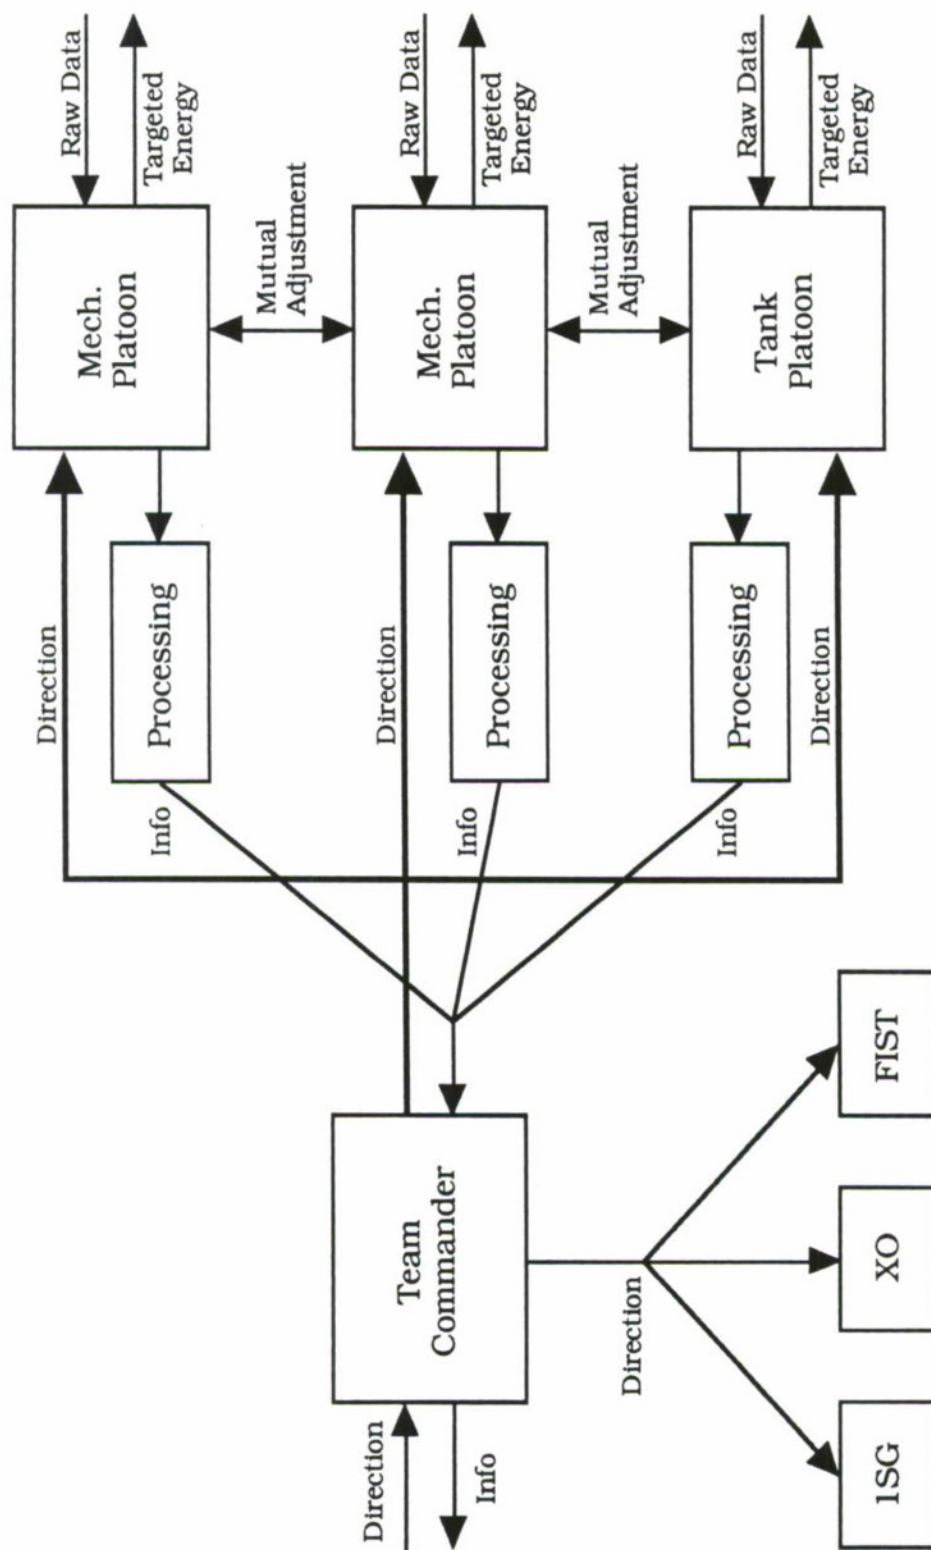 Direction
Info
Team
Commander
Direction
1SG
XO
FIST
Info
Info
Info
Direction
Direction
Direction
Processing
Processing
Processing
Mech.
Platoon
Mutual
Adjustment
Mech.
Platoon
Mutual
Adjustment
Tank
Platoon
Raw Data
Targeted
Energy
Raw Data
Targeted
Energy
Raw Data
Targeted
Energy